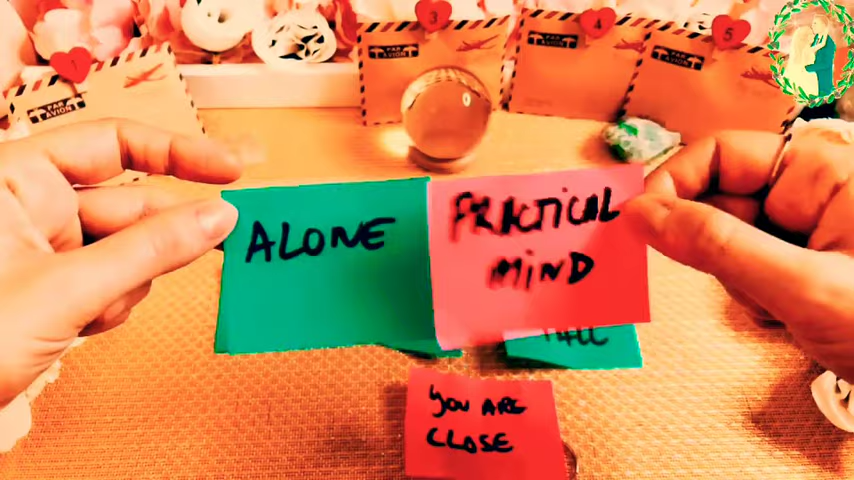 1
PAR
AVION
3
PAR
AVION
4
PAR
AVION
5
PAR
AVION
ALONE
PRACTICAL
MIND
YOU ARE
CLOSE